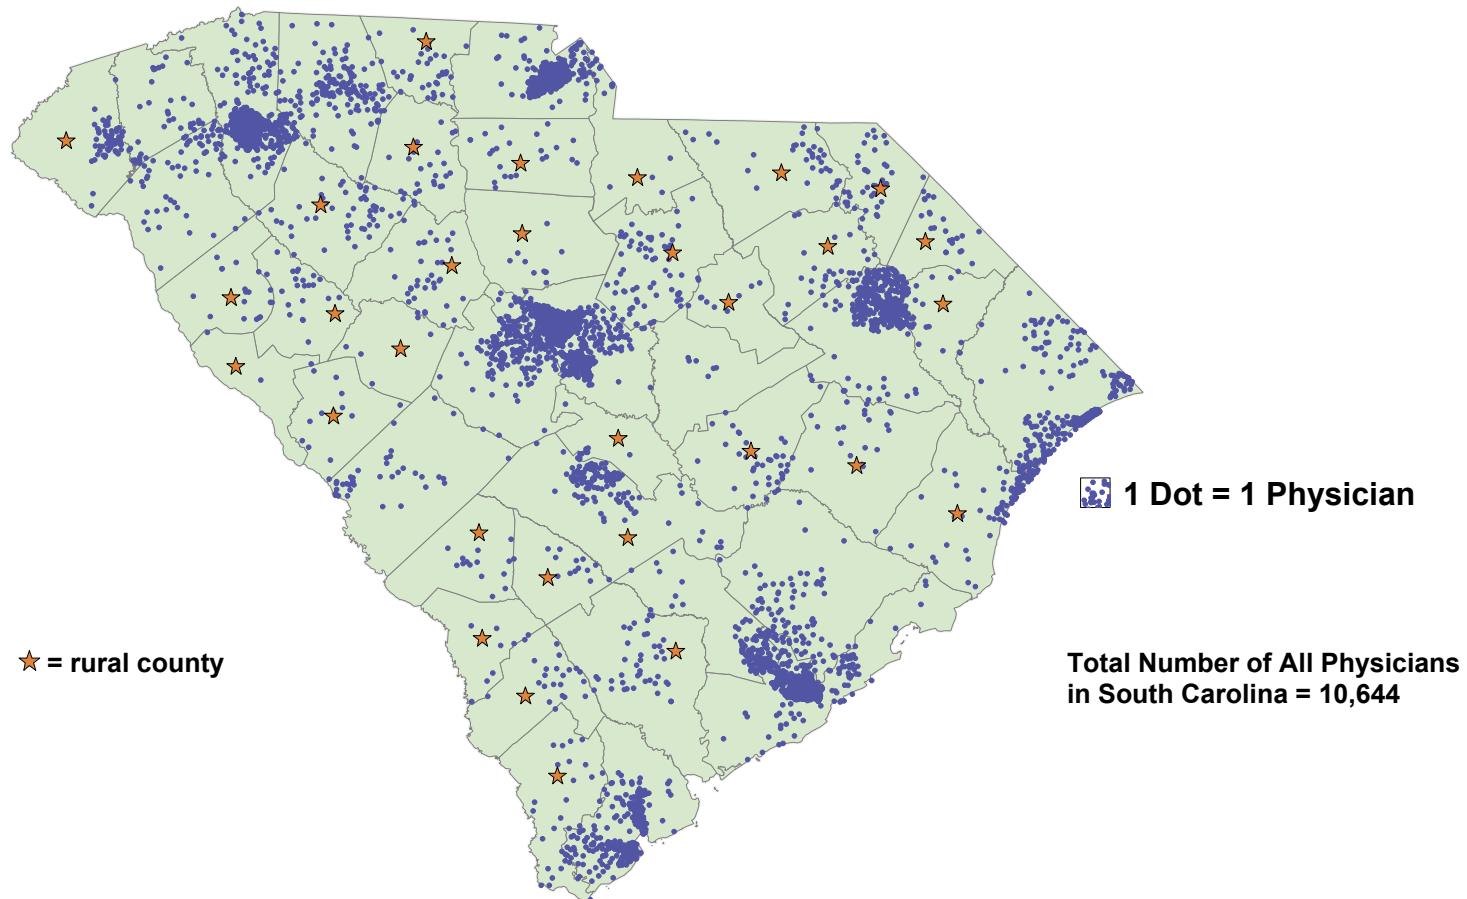 1 Dot = 1 Physician
= rural county
Total Number of All Physicians
in South Carolina = 10,644